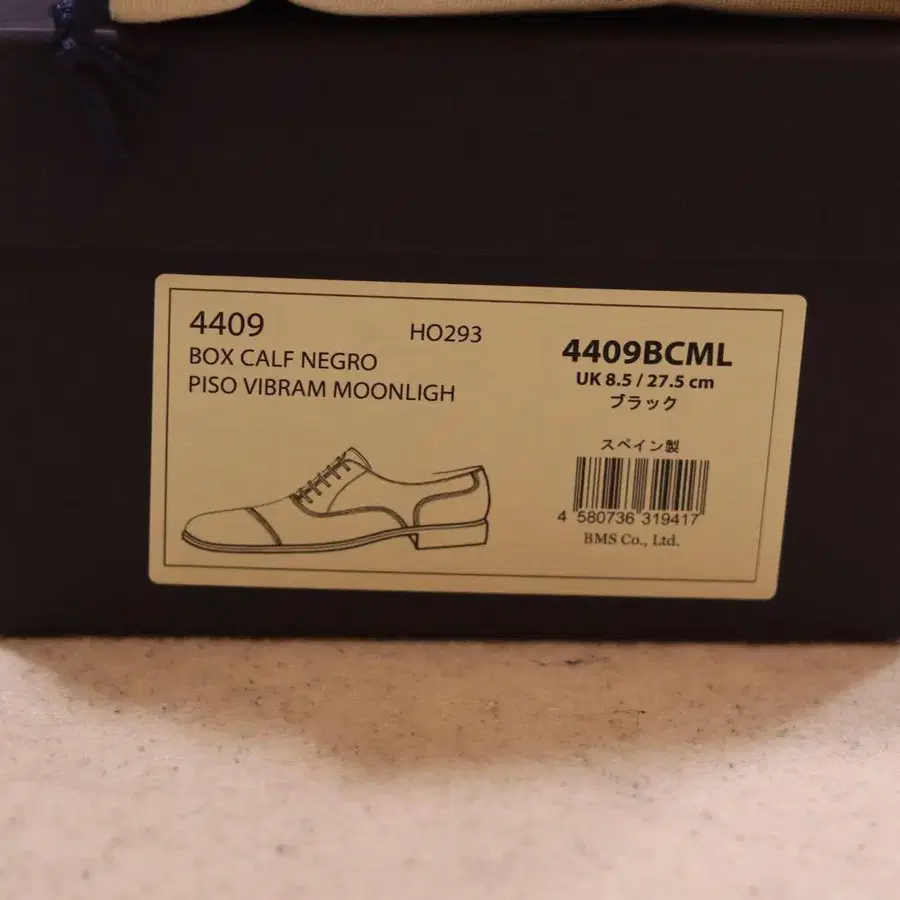 4409
HO293
BOX CALF NEGRO
PISO VIBRAM MOONLIGH
4409BCML
UK 8.5 / 27.5 cm
ブラック
スペイン製
4 580736 319417
BMS Co., Ltd.